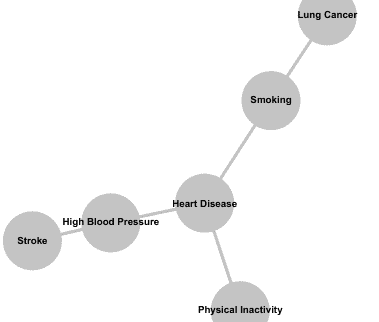 Lung Cancer
Smoking
Heart Disease
High Blood Pressure
Stroke
Physical Inactivity